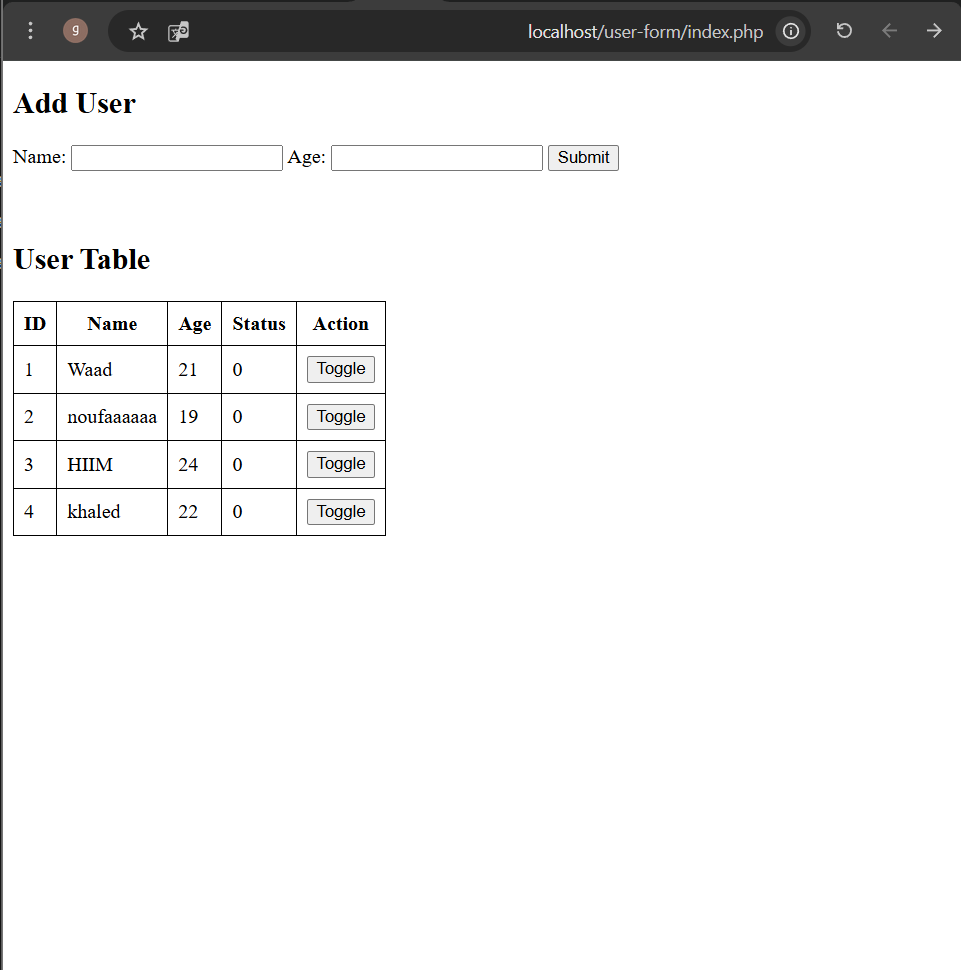 g localhost/user-form/index.php
Add User
Name: Age: Submit
User Table
ID Name Age Status Action
1 Waad 21 0 Toggle
2 noufaaaaaa 19 0 Toggle
3 HIIM 24 0 Toggle
4 khaled 22 0 Toggle